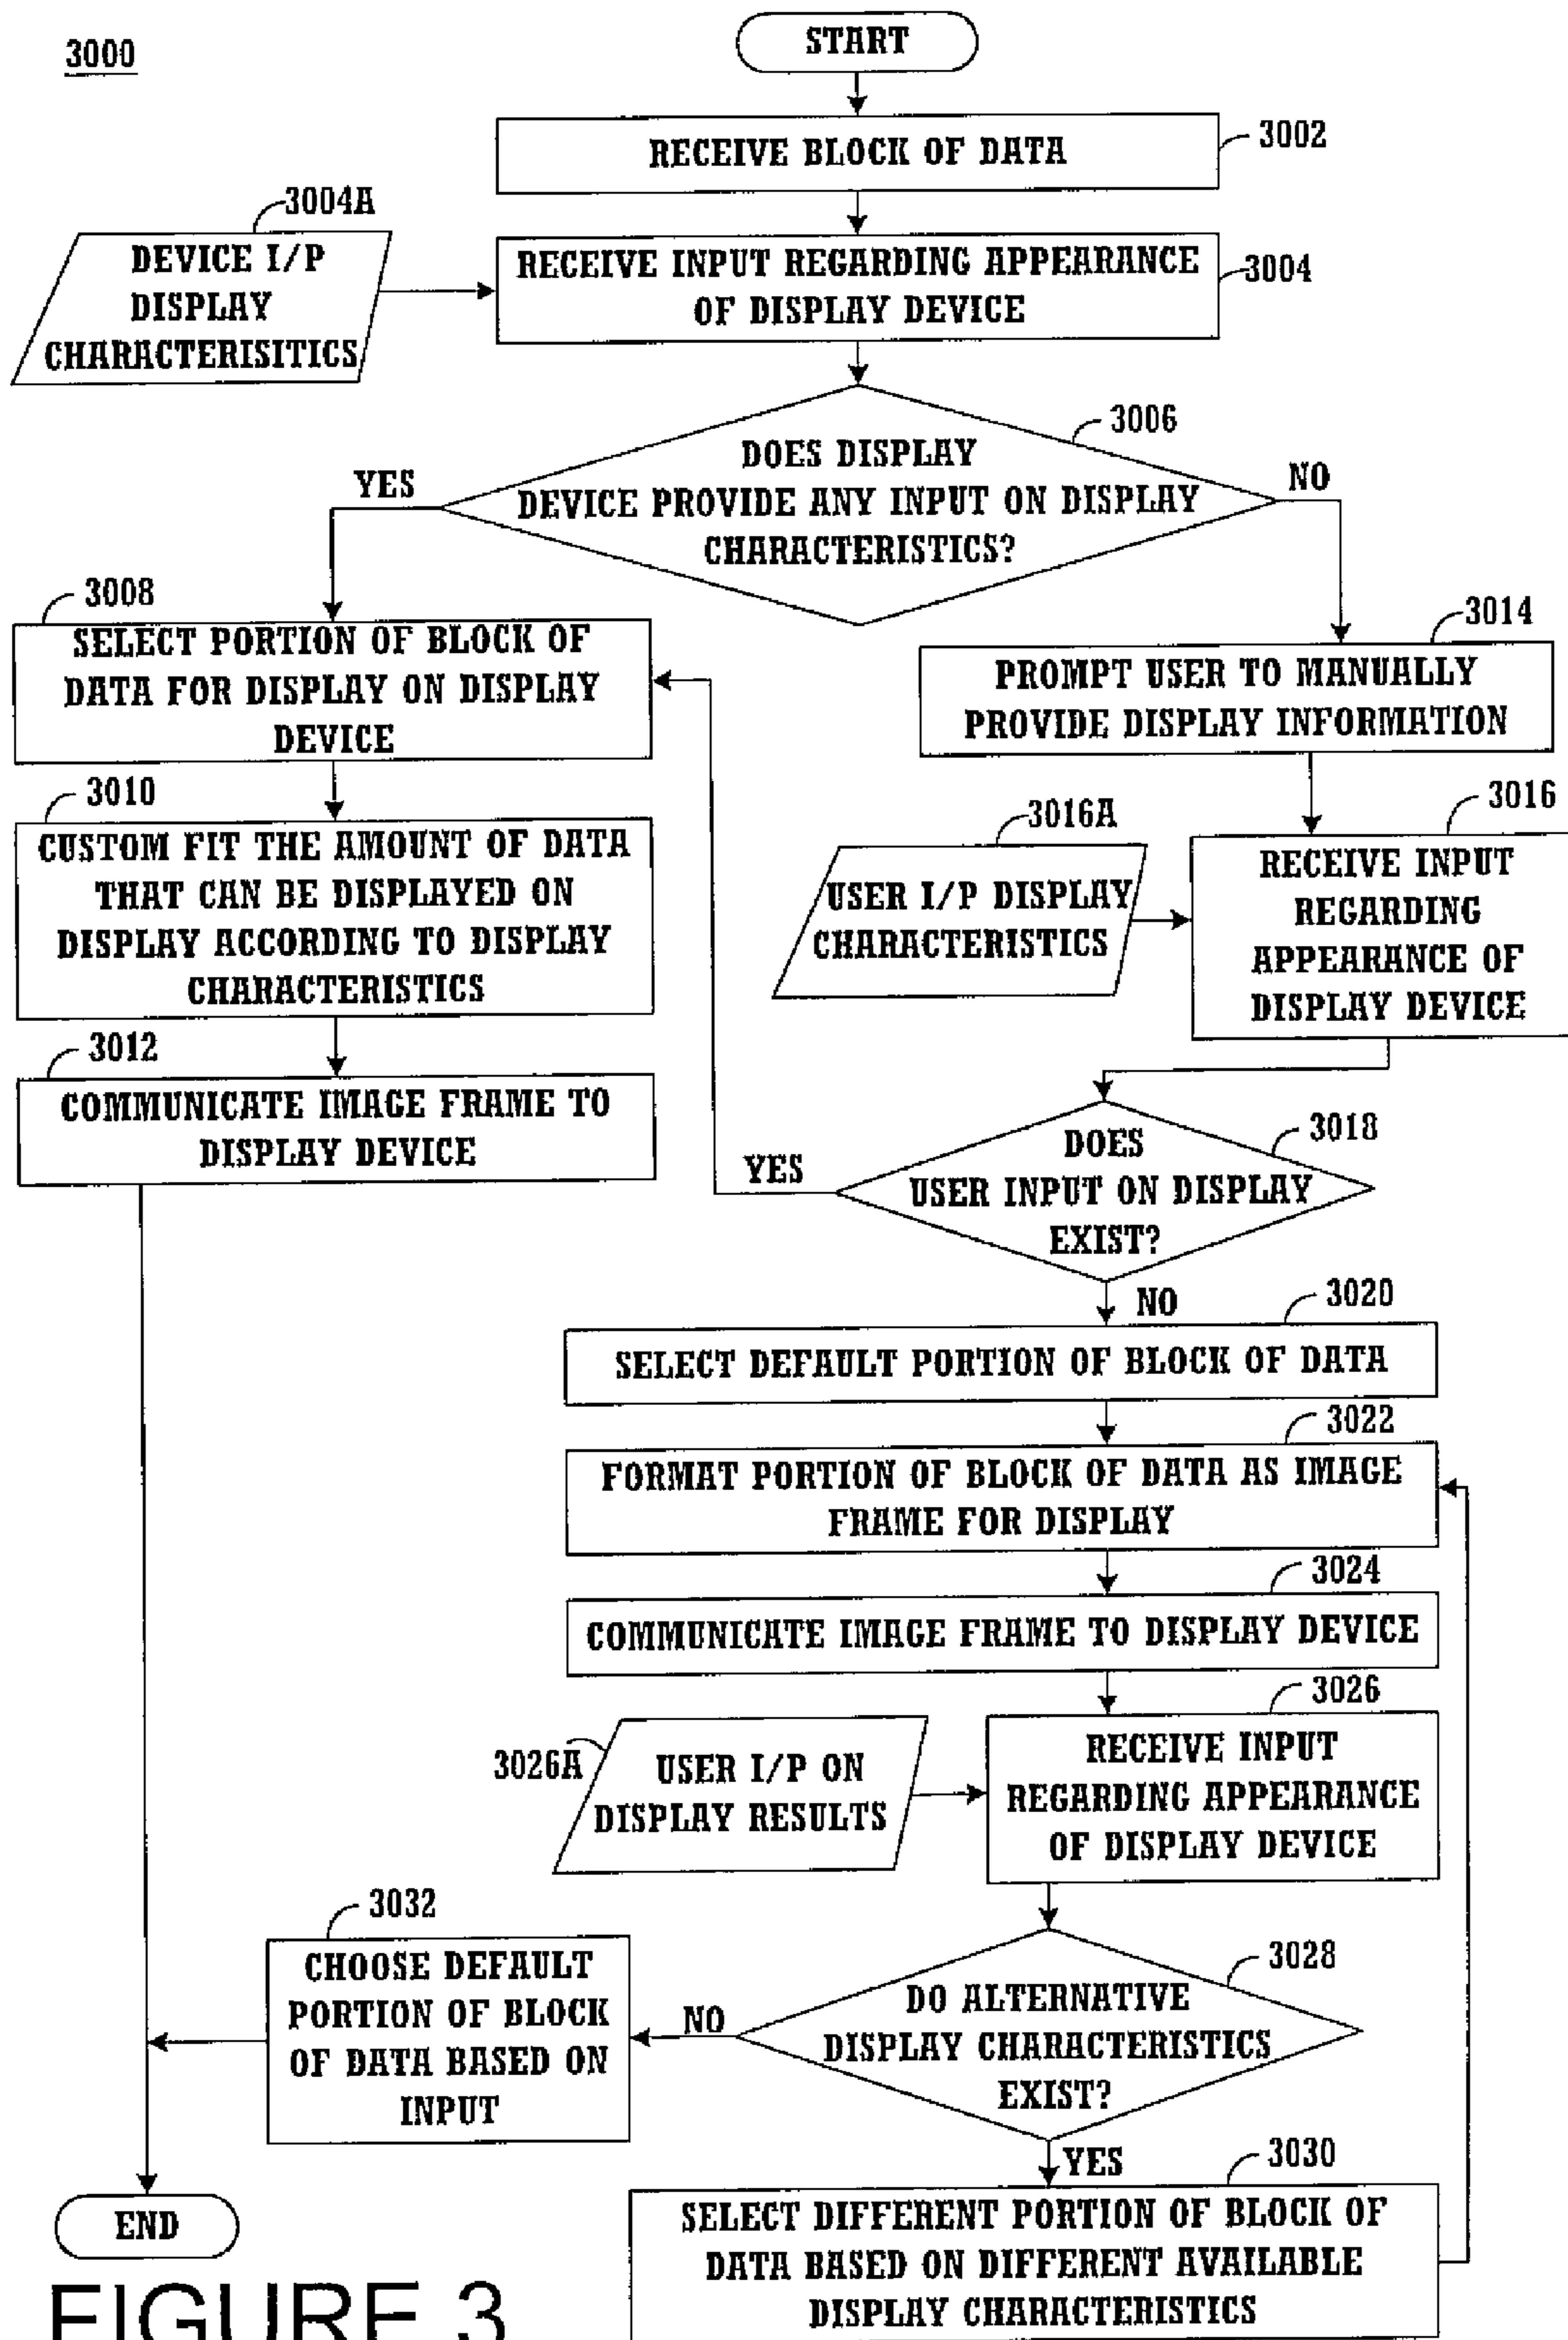 3000
START
RECEIVE BLOCK OF DATA
3002
3004A
DEVICE I/P
DISPLAY
CHARACTERISITICS
RECEIVE INPUT REGARDING APPEARANCE
OF DISPLAY DEVICE
3004
3006
DOES DISPLAY
DEVICE PROVIDE ANY INPUT ON DISPLAY
CHARACTERISTICS?
YES
NO
3008
SELECT PORTION OF BLOCK OF
DATA FOR DISPLAY ON DISPLAY
DEVICE
3014
PROMPT USER TO MANUALLY
PROVIDE DISPLAY INFORMATION
3010
CUSTOM FIT THE AMOUNT OF DATA
THAT CAN BE DISPLAYED ON
DISPLAY ACCORDING TO DISPLAY
CHARACTERISTICS
3016A
USER I/P DISPLAY
CHARACTERISTICS
3016
RECEIVE INPUT
REGARDING
APPEARANCE OF
DISPLAY DEVICE
3012
COMMUNICATE IMAGE FRAME TO
DISPLAY DEVICE
3018
DOES
USER INPUT ON DISPLAY
EXIST?
YES
NO
3020
SELECT DEFAULT PORTION OF BLOCK OF DATA
3022
FORMAT PORTION OF BLOCK OF DATA AS IMAGE
FRAME FOR DISPLAY
3024
COMMUNICATE IMAGE FRAME TO DISPLAY DEVICE
3026A
USER I/P ON
DISPLAY RESULTS
3026
RECEIVE INPUT
REGARDING APPEARANCE
OF DISPLAY DEVICE
3028
DO ALTERNATIVE
DISPLAY CHARACTERISTICS
EXIST?
NO
3032
CHOOSE DEFAULT
PORTION OF BLOCK
OF DATA BASED ON
INPUT
YES
3030
SELECT DIFFERENT PORTION OF BLOCK OF
DATA BASED ON DIFFERENT AVAILABLE
DISPLAY CHARACTERISTICS
END
FIGURE 3